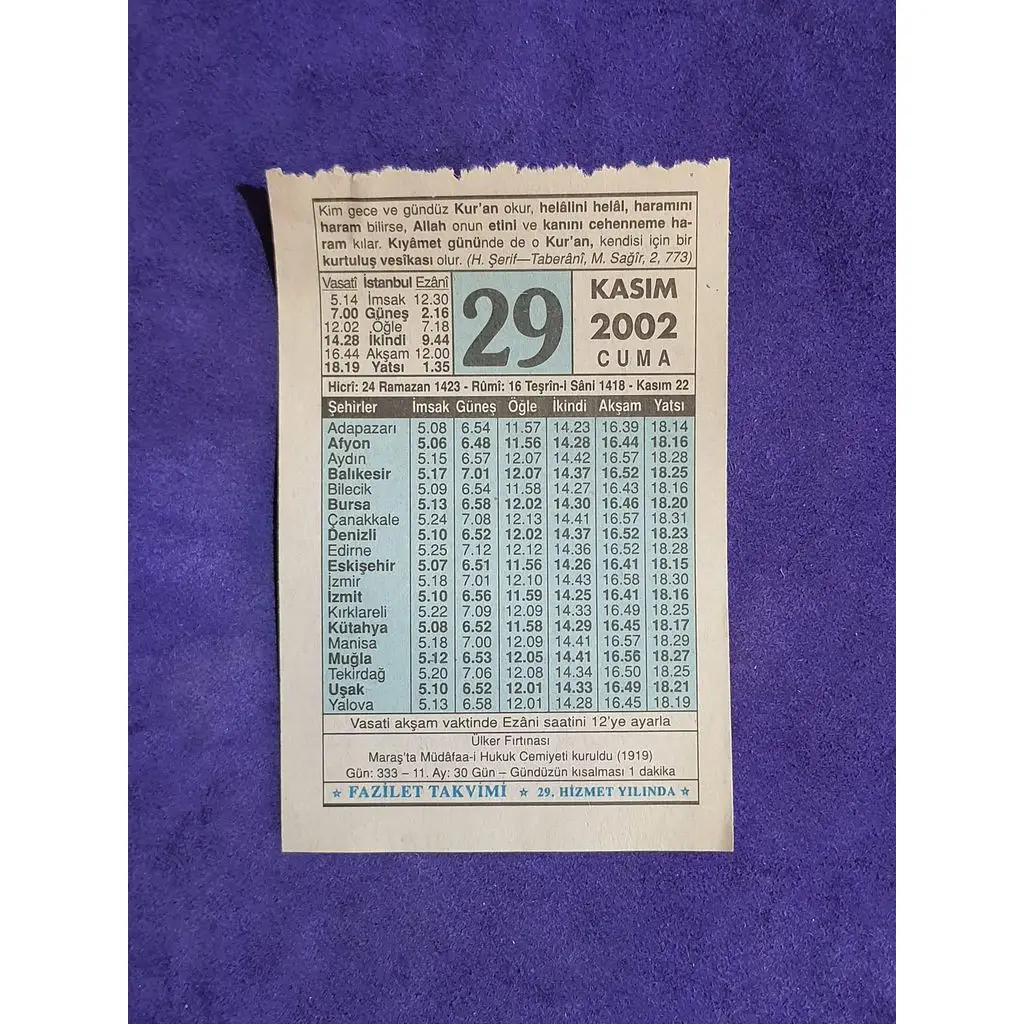 Kim gece ve gündüz Kur'an okur, helâlini helâl, haramını
haram bilirse, Allah onun etini ve kanını cehenneme ha-
ram kılar. Kıyâmet gününde de o Kur'an, kendisi için bir
kurtuluş vesîkası olur. (H. Şerif—Taberânî, M. Sağîr, 2, 773)
Vasatî İstanbul Ezânî
5.14 İmsak 12.30
7.00 Güneş 2.16
12.02 Öğle 7.18
14.28 İkindi 9.44
16.44 Akşam 12.00
18.19 Yatsı 1.35
29
KASIM
2002
CUMA
Hicrî: 24 Ramazan 1423 - Rûmî: 16 Teşrîn-i Sâni 1418 - Kasım 22
Şehirler İmsak Güneş Öğle İkindi Akşam Yatsı
Adapazarı 5.08 6.54 11.57 14.23 16.39 18.14
Afyon 5.06 6.48 11.56 14.28 16.44 18.16
Aydın 5.15 6.57 12.07 14.42 16.57 18.28
Balıkesir 5.17 7.01 12.07 14.37 16.52 18.25
Bilecik 5.09 6.54 11.58 14.27 16.43 18.16
Bursa 5.13 6.58 12.02 14.30 16.46 18.20
Çanakkale 5.24 7.08 12.13 14.41 16.57 18.31
Denizli 5.10 6.52 12.02 14.37 16.52 18.23
Edirne 5.25 7.12 12.12 14.36 16.52 18.28
Eskişehir 5.07 6.51 11.56 14.26 16.41 18.15
İzmir 5.18 7.01 12.10 14.43 16.58 18.30
İzmit 5.10 6.56 11.59 14.25 16.41 18.16
Kırklareli 5.22 7.09 12.09 14.33 16.49 18.25
Kütahya 5.08 6.52 11.58 14.29 16.45 18.17
Manisa 5.18 7.00 12.09 14.41 16.57 18.29
Muğla 5.12 6.53 12.05 14.41 16.56 18.27
Tekirdağ 5.20 7.06 12.08 14.34 16.50 18.25
Uşak 5.10 6.52 12.01 14.33 16.49 18.21
Yalova 5.13 6.58 12.01 14.28 16.45 18.19
Vasati akşam vaktinde Ezâni saatini 12'ye ayarla
Ülker Fırtınası
Maraş'ta Müdâfaa-i Hukuk Cemiyeti kuruldu (1919)
Gün: 333 – 11. Ay: 30 Gün – Gündüzün kısalması 1 dakika
☆ FAZİLET TAKVİMİ ☆ 29. HİZMET YILINDA ☆